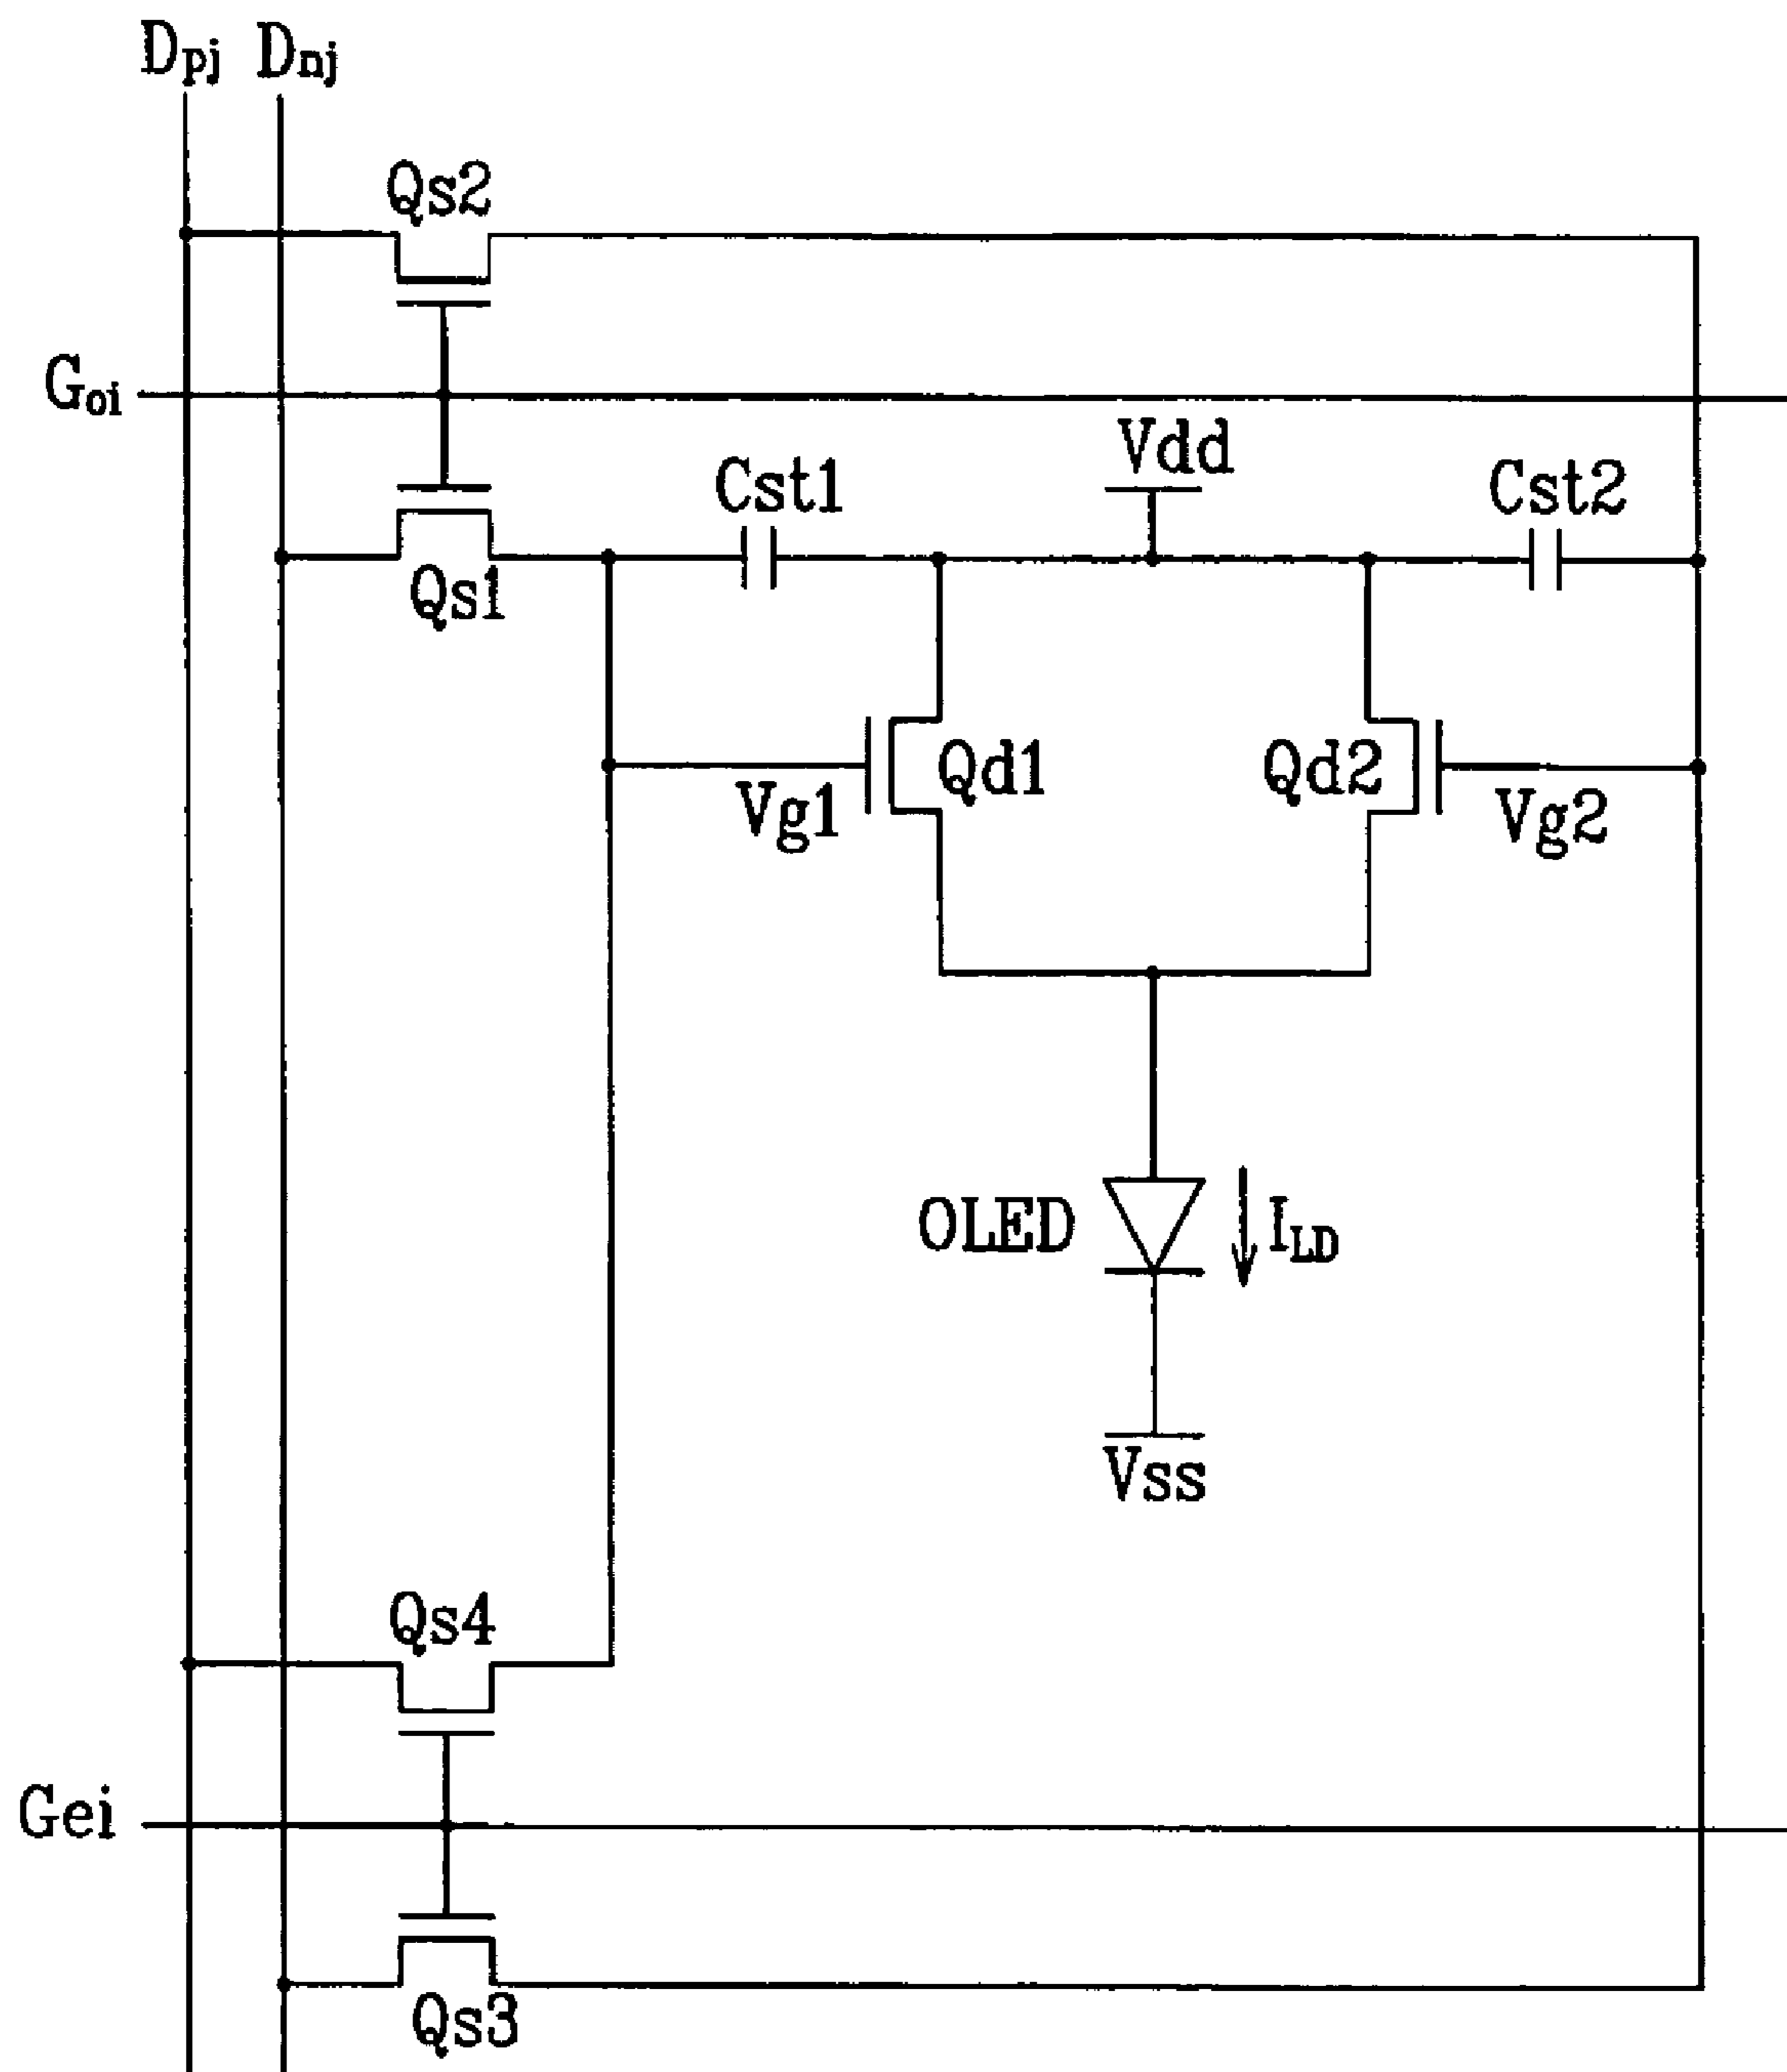 Dpj Dnj
Qs2
Goi
Vdd
Cst1
Cst2
Qs1
Qd1
Qd2
Vg1
Vg2
OLED
ILD
Vss
Qs4
Gei
Qs3